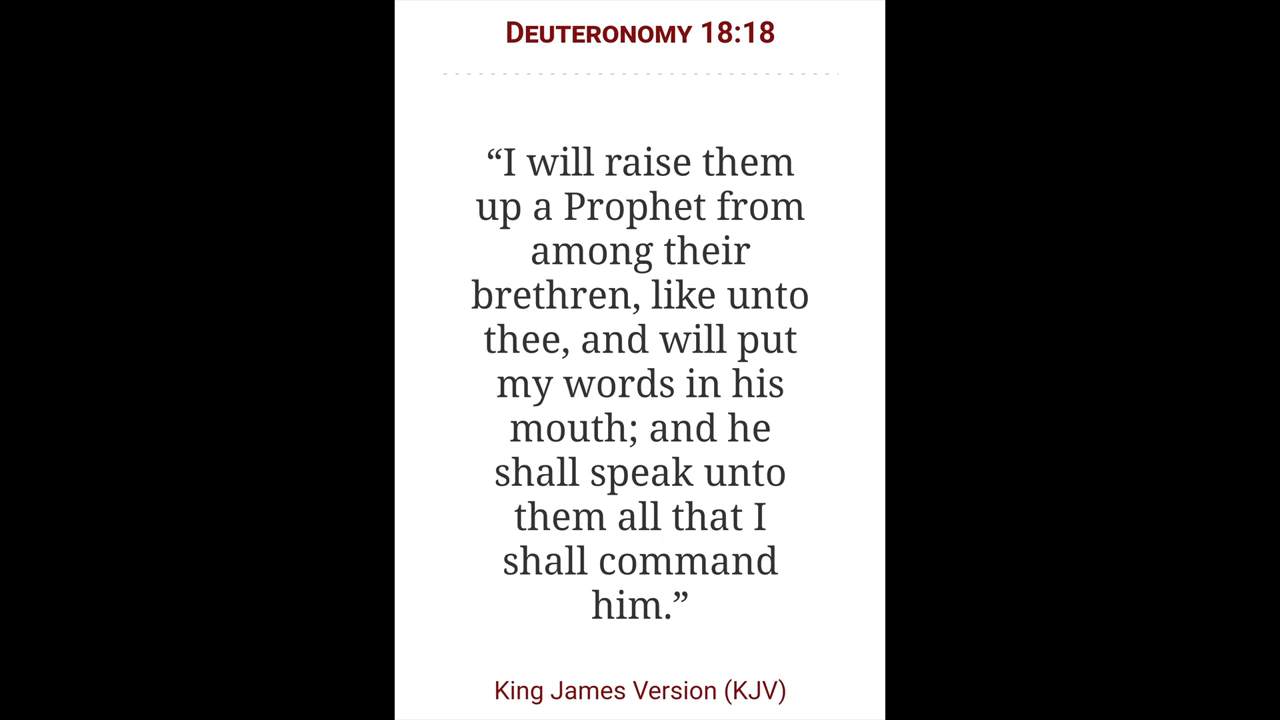 DEUTERONOMY 18:18
“I will raise them
up a Prophet from
among their
brethren, like unto
thee, and will put
my words in his
mouth; and he
shall speak unto
them all that I
shall command
him.”
King James Version (KJV)